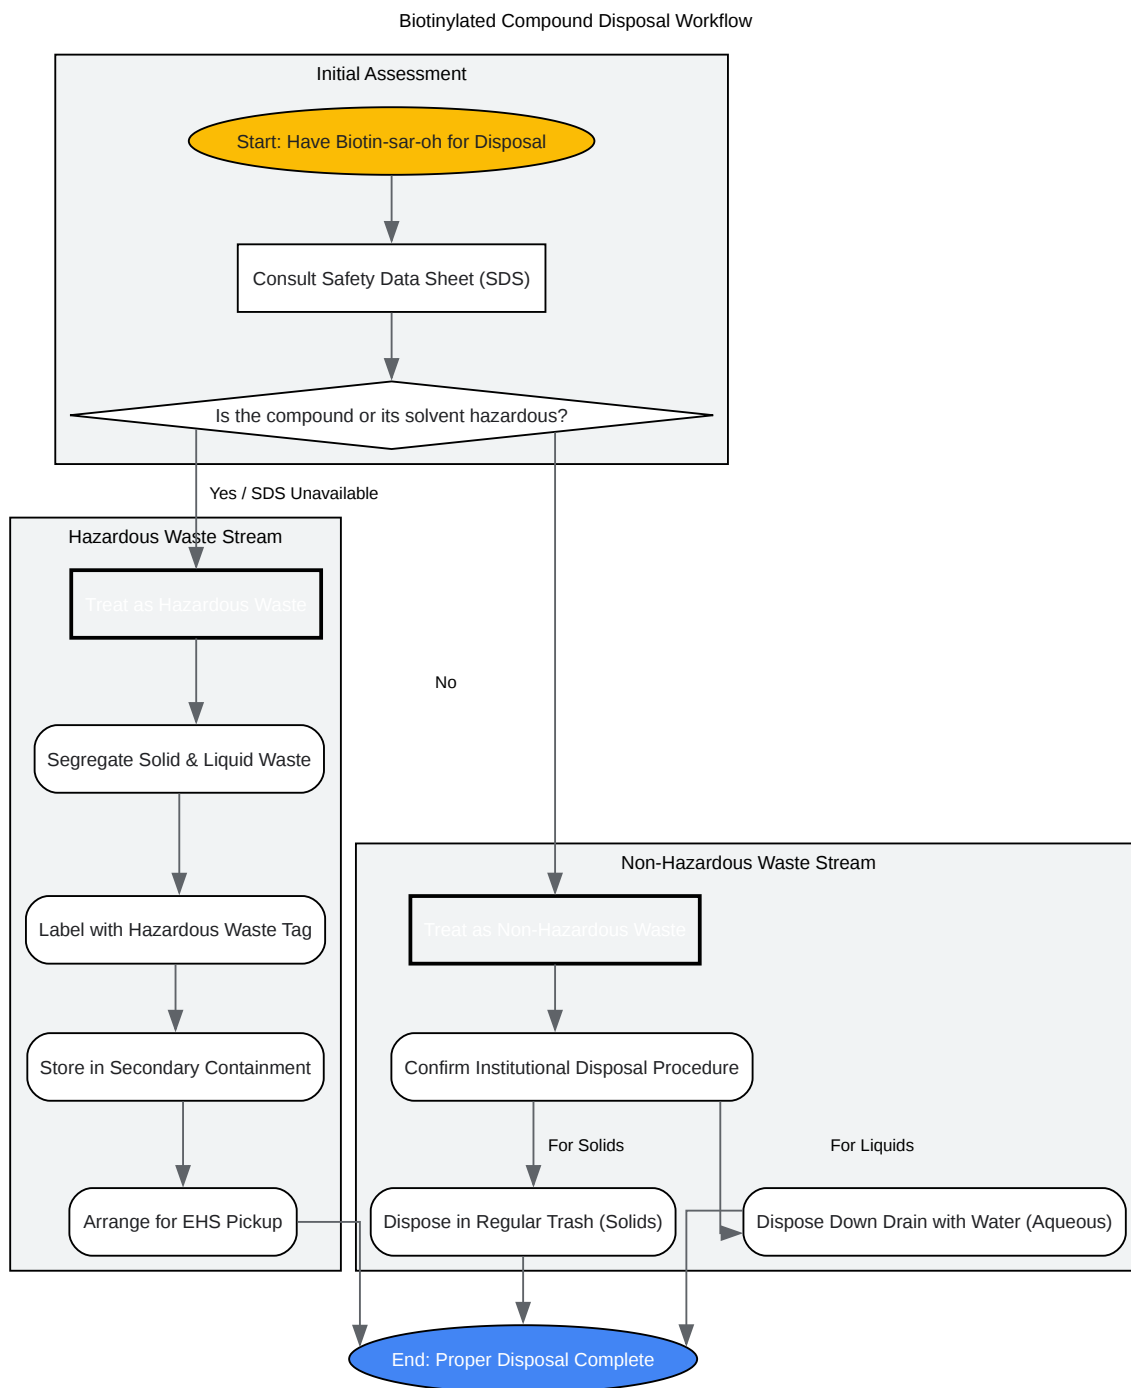 Biotinylated Compound Disposal Workflow
Initial Assessment
Start: Have Biotin-sar-oh for Disposal
Consult Safety Data Sheet (SDS)
Is the compound or its solvent hazardous?
Yes / SDS Unavailable
Hazardous Waste Stream
Treat as Hazardous Waste
No
Segregate Solid & Liquid Waste
Non-Hazardous Waste Stream
Label with Hazardous Waste Tag
Treat as Non-Hazardous Waste
Store in Secondary Containment
Confirm Institutional Disposal Procedure
For Solids
For Liquids
Arrange for EHS Pickup
Dispose in Regular Trash (Solids)
Dispose Down Drain with Water (Aqueous)
End: Proper Disposal Complete